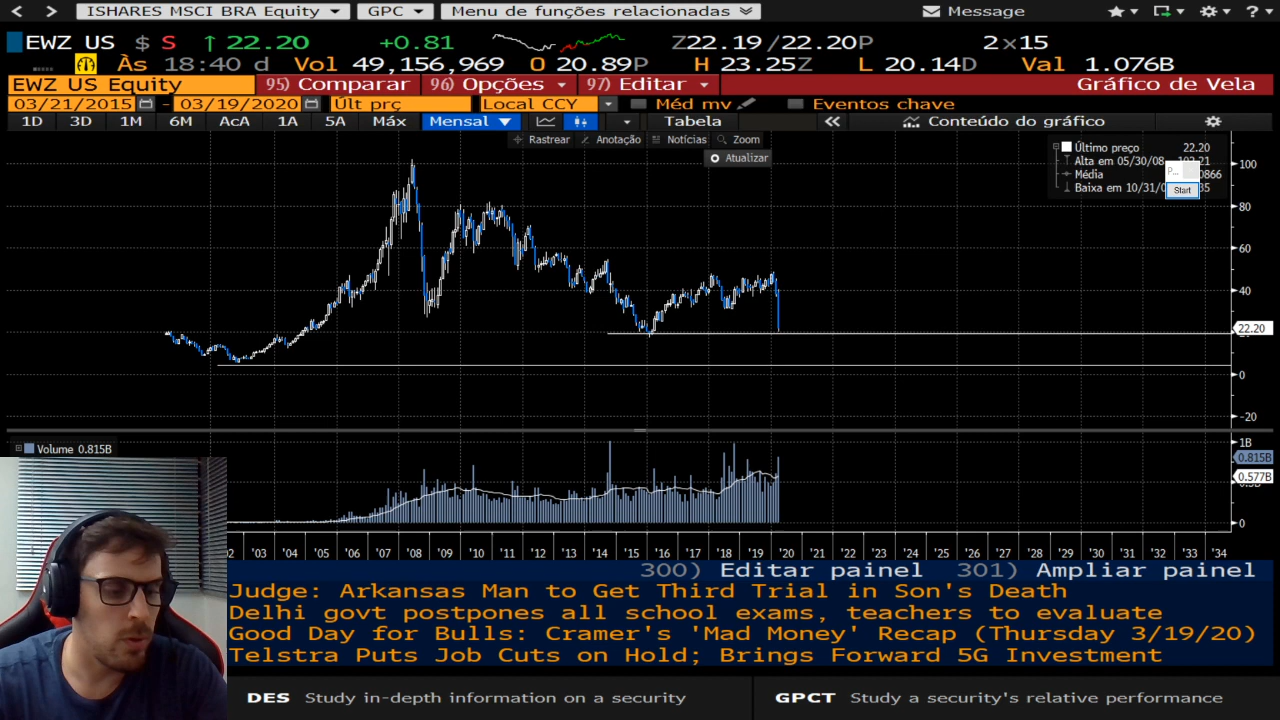 ISHARES MSCI BRA Equity GPC Menu de funções relacionadas Message
EWZ US $ S ↑ 22.20 +0.81 Z22.19/22.20P 2x15
Às 18:40 d Vol 49,156,969 O 20.89P H 23.25Z L 20.14D Val 1.076B
EWZ US Equity 95) Comparar 96) Opções 97) Editar Gráfico de Vela
03/21/2015 - 03/19/2020 Últ prç Local CCY Méd mv Eventos chave
1D 3D 1M 6M AcA 1A 5A Máx Mensal Tabela Conteúdo do gráfico
Rastrear Anotação Notícias Zoom
Atualizar
Último preço 22.20
Alta em 05/30/08
Média 0866
Baixa em 10/31/0
P...
Start
100
80
60
40
22.20
0
-20
Volume 0.815B
1B
0.815B
0.577B
0
02 '03 '04 '05 '06 '07 '08 '09 '10 '11 '12 '13 '14 '15 '16 '17 '18 '19 '20 '21 '22 '23 '24 '25 '26 '27 '28 '29 '30 '31 '32 '33 '34
300) Editar painel 301) Ampliar painel
Judge: Arkansas Man to Get Third Trial in Son's Death
Delhi govt postpones all school exams, teachers to evaluate
Good Day for Bulls: Cramer's 'Mad Money' Recap (Thursday 3/19/20)
Telstra Puts Job Cuts on Hold; Brings Forward 5G Investment
DES Study in-depth information on a security GPCT Study a security's relative performance